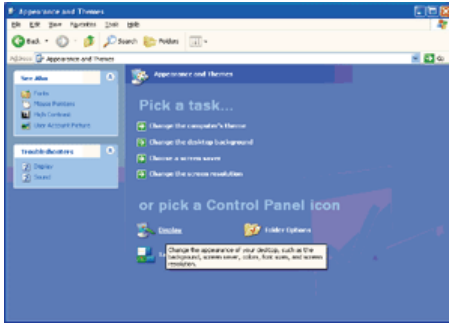 Appearance and Themes
File Edit View Favorites Tools Help
Back Search Folders
Address Appearance and Themes Go
See Also
Fonts
Mouse Pointers
High Contrast
User Account Picture
Troubleshooters
Display
Sound
Appearance and Themes
Pick a task...
Change the computer's theme
Change the desktop background
Choose a screen saver
Change the screen resolution
or pick a Control Panel icon
Display
Folder Options
Change the appearance of your desktop, such as the
background, screen saver, colors, font sizes, and screen
resolution.